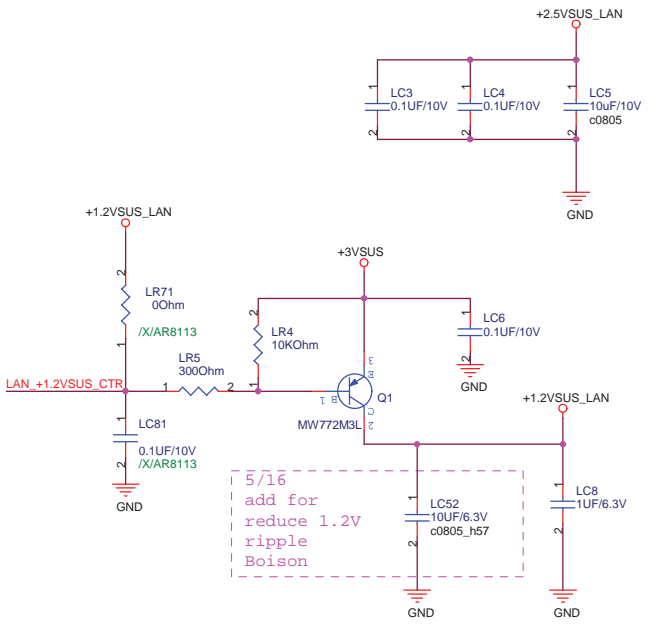 +2.5VSUS_LAN
1
LC3
0.1UF/10V
2
1
LC4
0.1UF/10V
2
1
LC5
10uF/10V
c0805
2
GND
+1.2VSUS_LAN
2
LR71
0Ohm
/X/AR8113
1
+3VSUS
2
LR4
10KOhm
1
1
LC6
0.1UF/10V
2
GND
LAN_+1.2VSUS_CTR
LR5
300Ohm
1
2
3
E
1
B
Q1
C
2
MW772M3L
1
LC81
0.1UF/10V
/X/AR8113
2
GND
+1.2VSUS_LAN
5/16
add for
reduce 1.2V
ripple
Boison
1
LC52
10UF/6.3V
c0805_h57
2
GND
1
LC8
1UF/6.3V
2
GND